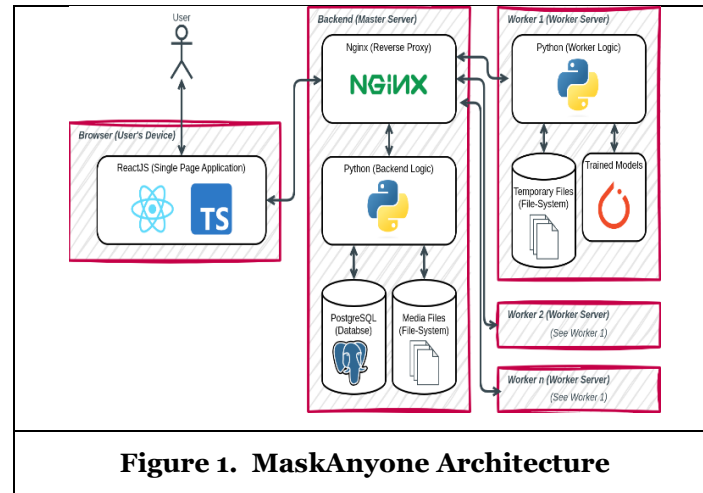 User
Browser (User's Device)
ReactJS (Single Page Application)
TS
Backend (Master Server)
Nginx (Reverse Proxy)
NGINX
Python (Backend Logic)
PostgreSQL
(Databse)
Media Files
(File-System)
Worker 1 (Worker Server)
Python (Worker Logic)
Temporary Files
(File-System)
Trained Models
Worker 2 (Worker Server)
(See Worker 1)
Worker n (Worker Server)
(See Worker 1)
Figure 1. MaskAnyone Architecture